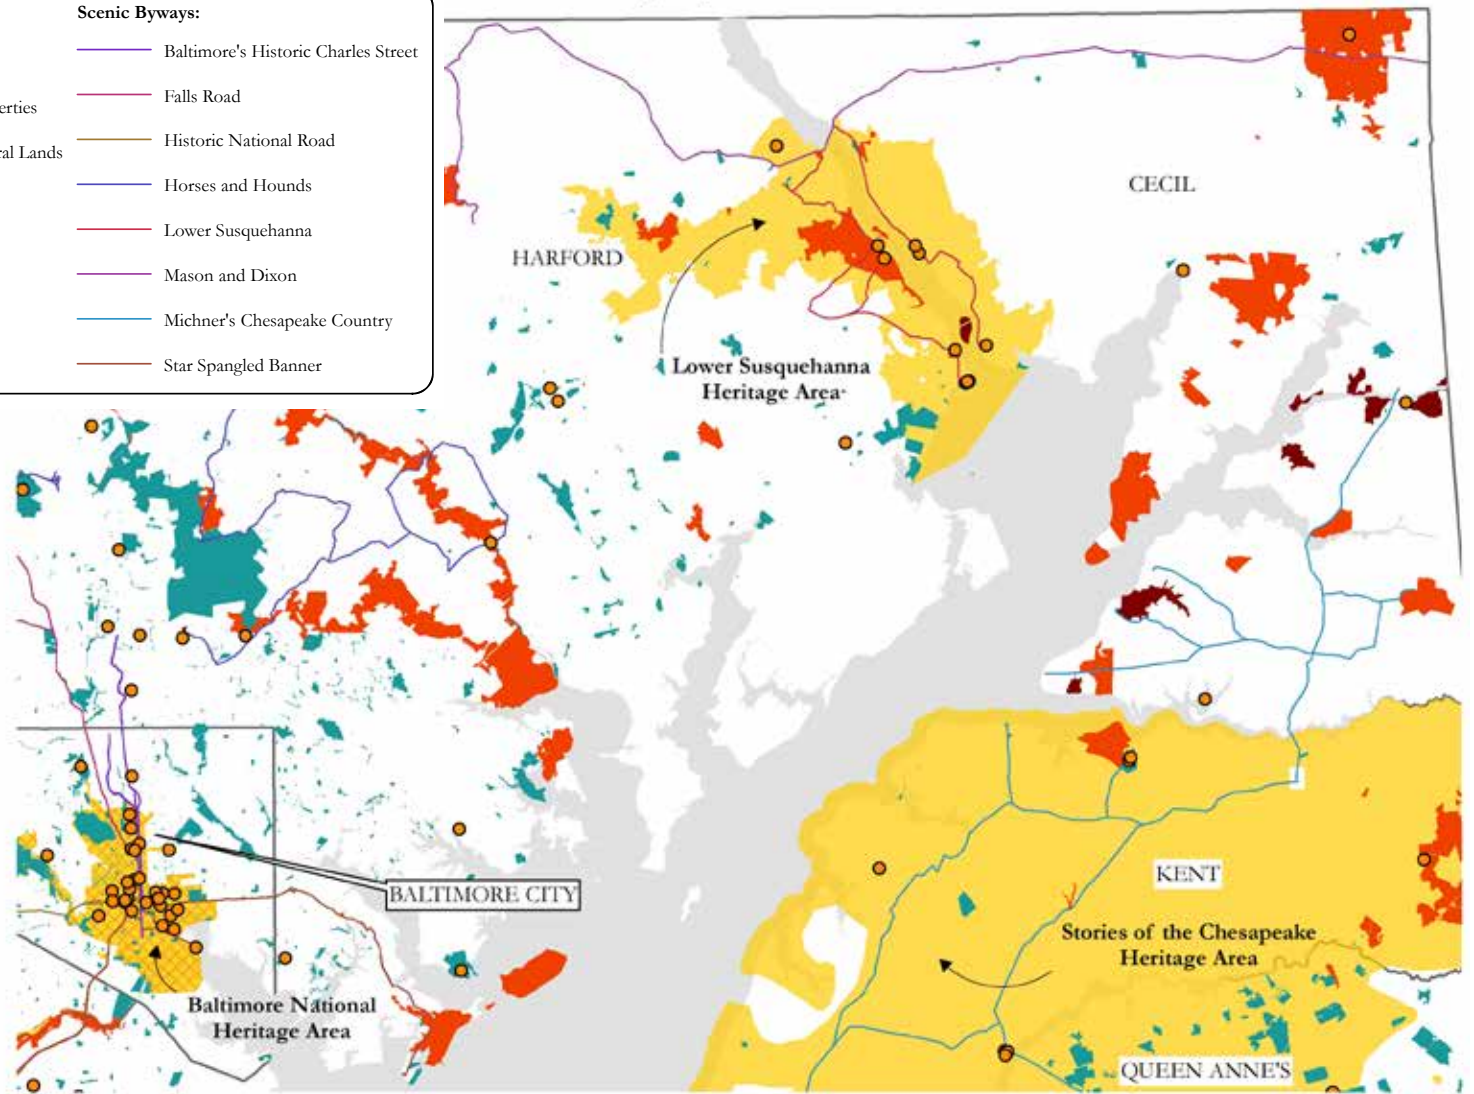 Scenic Byways:
Baltimore's Historic Charles Street
erties
Falls Road
Historic National Road
ral Lands
Horses and Hounds
Lower Susquehanna
Mason and Dixon
Michner's Chesapeake Country
Star Spangled Banner
CECIL
HARFORD
Lower Susquehanna
Heritage Area
BALTIMORE CITY
KENT
Stories of the Chesapeake
Heritage Area
Baltimore National
Heritage Area
QUEEN ANNE'S